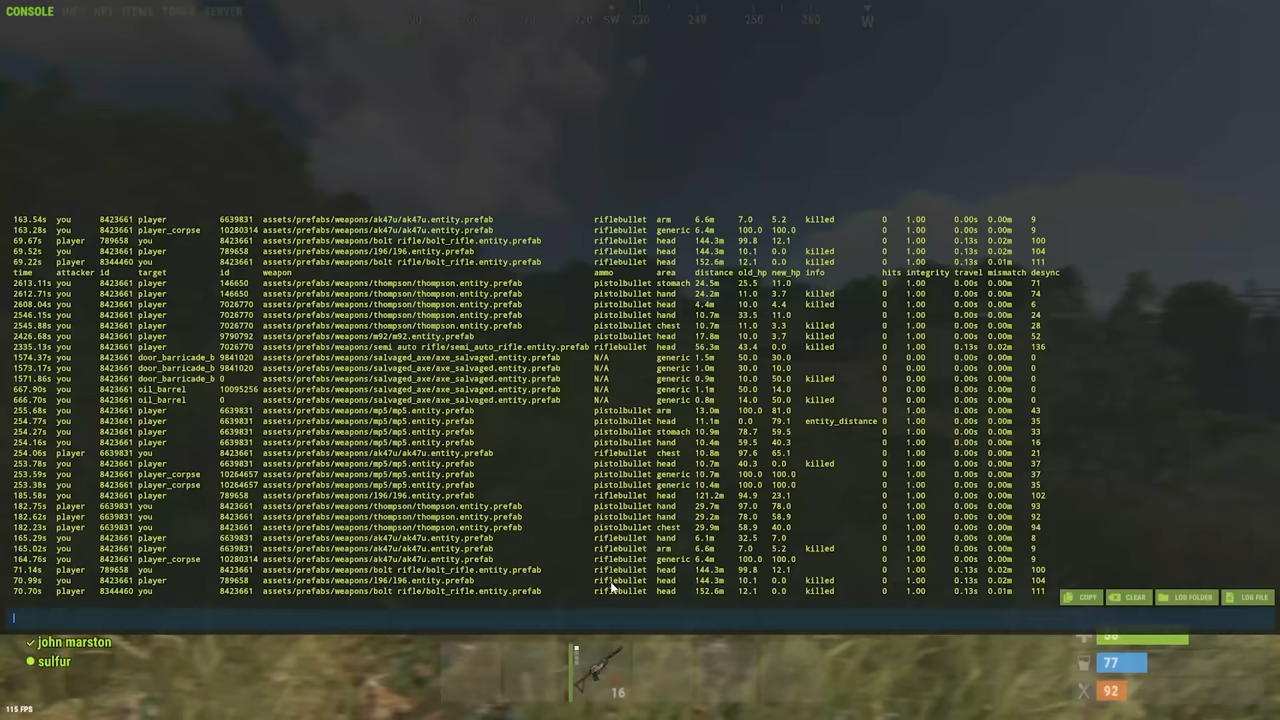 CONSOLE INFO NET ITEMS TOOLS SERVER
220 SW 230 240 250 260 W
163.54s you 8423661 player 6639831 assets/prefabs/weapons/ak47u/ak47u.entity.prefab riflebullet arm 6.6m 7.0 5.2 killed 0 1.00 0.00s 0.00m 9
163.28s you 8423661 player_corpse 10280314 assets/prefabs/weapons/ak47u/ak47u.entity.prefab riflebullet generic 6.4m 100.0 100.0 0 1.00 0.00s 0.00m 9
69.67s player 789658 you 8423661 assets/prefabs/weapons/bolt rifle/bolt_rifle.entity.prefab riflebullet head 144.3m 99.8 12.1 0 1.00 0.13s 0.02m 100
69.52s you 8423661 player 789658 assets/prefabs/weapons/l96/l96.entity.prefab riflebullet head 144.3m 10.1 0.0 killed 0 1.00 0.13s 0.02m 104
69.22s player 8344460 you 8423661 assets/prefabs/weapons/bolt rifle/bolt_rifle.entity.prefab riflebullet head 152.6m 12.1 0.0 killed 0 1.00 0.13s 0.01m 111
time attacker id target id weapon ammo area distance old_hp new_hp info hits integrity travel mismatch desync
2613.11s you 8423661 player 146650 assets/prefabs/weapons/thompson/thompson.entity.prefab pistolbullet stomach 24.5m 25.5 11.0 0 1.00 0.00s 0.00m 71
2612.71s you 8423661 player 146650 assets/prefabs/weapons/thompson/thompson.entity.prefab pistolbullet hand 24.2m 11.0 3.7 killed 0 1.00 0.00s 0.00m 74
2608.04s you 8423661 player 7026770 assets/prefabs/weapons/thompson/thompson.entity.prefab pistolbullet head 4.4m 10.0 4.4 killed 0 1.00 0.00s 0.00m 6
2546.15s you 8423661 player 7026770 assets/prefabs/weapons/thompson/thompson.entity.prefab pistolbullet hand 10.7m 33.5 11.0 0 1.00 0.00s 0.00m 24
2545.88s you 8423661 player 7026770 assets/prefabs/weapons/thompson/thompson.entity.prefab pistolbullet chest 10.7m 11.0 3.3 killed 0 1.00 0.00s 0.00m 28
2426.68s you 8423661 player 9790792 assets/prefabs/weapons/m92/m92.entity.prefab pistolbullet head 17.8m 10.0 3.7 killed 0 1.00 0.00s 0.00m 52
2335.13s you 8423661 player 7026770 assets/prefabs/weapons/semi auto rifle/semi_auto_rifle.entity.prefab riflebullet head 56.3m 43.4 0.0 killed 0 1.00 0.00s 0.00m 136
1574.37s you 8423661 door_barricade_b 9841020 assets/prefabs/weapons/salvaged_axe/axe_salvaged.entity.prefab N/A generic 1.5m 50.0 30.0 0 1.00 0.00s 0.00m 0
1573.17s you 8423661 door_barricade_b 9841020 assets/prefabs/weapons/salvaged_axe/axe_salvaged.entity.prefab N/A generic 1.0m 30.0 10.0 0 1.00 0.00s 0.00m 0
1571.86s you 8423661 door_barricade_b 0 assets/prefabs/weapons/salvaged_axe/axe_salvaged.entity.prefab N/A generic 0.9m 10.0 50.0 killed 0 1.00 0.00s 0.00m 0
667.90s you 8423661 oil_barrel 10095256 assets/prefabs/weapons/salvaged_axe/axe_salvaged.entity.prefab N/A generic 1.1m 50.0 14.0 0 1.00 0.00s 0.00m 0
666.70s you 8423661 oil_barrel 0 assets/prefabs/weapons/salvaged_axe/axe_salvaged.entity.prefab N/A generic 0.8m 14.0 50.0 killed 0 1.00 0.00s 0.00m 0
255.68s you 8423661 player 6639831 assets/prefabs/weapons/mp5/mp5.entity.prefab pistolbullet arm 13.0m 100.0 81.0 0 1.00 0.00s 0.00m 43
254.77s you 8423661 player 6639831 assets/prefabs/weapons/mp5/mp5.entity.prefab pistolbullet head 11.1m 0.0 79.1 entity_distance 0 1.00 0.00s 0.00m 35
254.27s you 8423661 player 6639831 assets/prefabs/weapons/mp5/mp5.entity.prefab pistolbullet stomach 10.9m 78.7 59.5 0 1.00 0.00s 0.00m 33
254.16s you 8423661 player 6639831 assets/prefabs/weapons/mp5/mp5.entity.prefab pistolbullet hand 10.4m 59.5 40.3 0 1.00 0.00s 0.00m 16
254.06s player 6639831 you 8423661 assets/prefabs/weapons/ak47u/ak47u.entity.prefab riflebullet chest 10.8m 97.6 65.1 0 1.00 0.00s 0.00m 21
253.78s you 8423661 player 6639831 assets/prefabs/weapons/mp5/mp5.entity.prefab pistolbullet head 10.7m 40.3 0.0 killed 0 1.00 0.00s 0.00m 37
253.59s you 8423661 player_corpse 10264657 assets/prefabs/weapons/mp5/mp5.entity.prefab pistolbullet generic 10.7m 100.0 100.0 0 1.00 0.00s 0.00m 37
253.38s you 8423661 player_corpse 10264657 assets/prefabs/weapons/mp5/mp5.entity.prefab pistolbullet generic 10.4m 100.0 100.0 0 1.00 0.00s 0.00m 35
185.58s you 8423661 player 789658 assets/prefabs/weapons/l96/l96.entity.prefab riflebullet head 121.2m 94.9 23.1 0 1.00 0.00s 0.00m 102
182.75s player 6639831 you 8423661 assets/prefabs/weapons/thompson/thompson.entity.prefab pistolbullet hand 29.7m 97.0 78.0 0 1.00 0.00s 0.00m 93
182.62s player 6639831 you 8423661 assets/prefabs/weapons/thompson/thompson.entity.prefab pistolbullet hand 29.2m 78.0 58.9 0 1.00 0.00s 0.00m 92
182.23s player 6639831 you 8423661 assets/prefabs/weapons/thompson/thompson.entity.prefab pistolbullet chest 29.9m 58.9 40.0 0 1.00 0.00s 0.00m 94
165.29s you 8423661 player 6639831 assets/prefabs/weapons/ak47u/ak47u.entity.prefab riflebullet hand 6.1m 32.5 7.0 0 1.00 0.00s 0.00m 8
165.02s you 8423661 player 6639831 assets/prefabs/weapons/ak47u/ak47u.entity.prefab riflebullet arm 6.6m 7.0 5.2 killed 0 1.00 0.00s 0.00m 9
164.76s you 8423661 player_corpse 10280314 assets/prefabs/weapons/ak47u/ak47u.entity.prefab riflebullet generic 6.4m 100.0 100.0 0 1.00 0.00s 0.00m 9
71.14s player 789658 you 8423661 assets/prefabs/weapons/bolt rifle/bolt_rifle.entity.prefab riflebullet head 144.3m 99.8 12.1 0 1.00 0.13s 0.02m 100
70.99s you 8423661 player 789658 assets/prefabs/weapons/l96/l96.entity.prefab riflebullet head 144.3m 10.1 0.0 killed 0 1.00 0.13s 0.02m 104
70.70s player 8344460 you 8423661 assets/prefabs/weapons/bolt rifle/bolt_rifle.entity.prefab riflebullet head 152.6m 12.1 0.0 killed 0 1.00 0.13s 0.01m 111
COPY CLEAR LOG FOLDER LOG FILE
john marston
sulfur
77
92
16
115 FPS